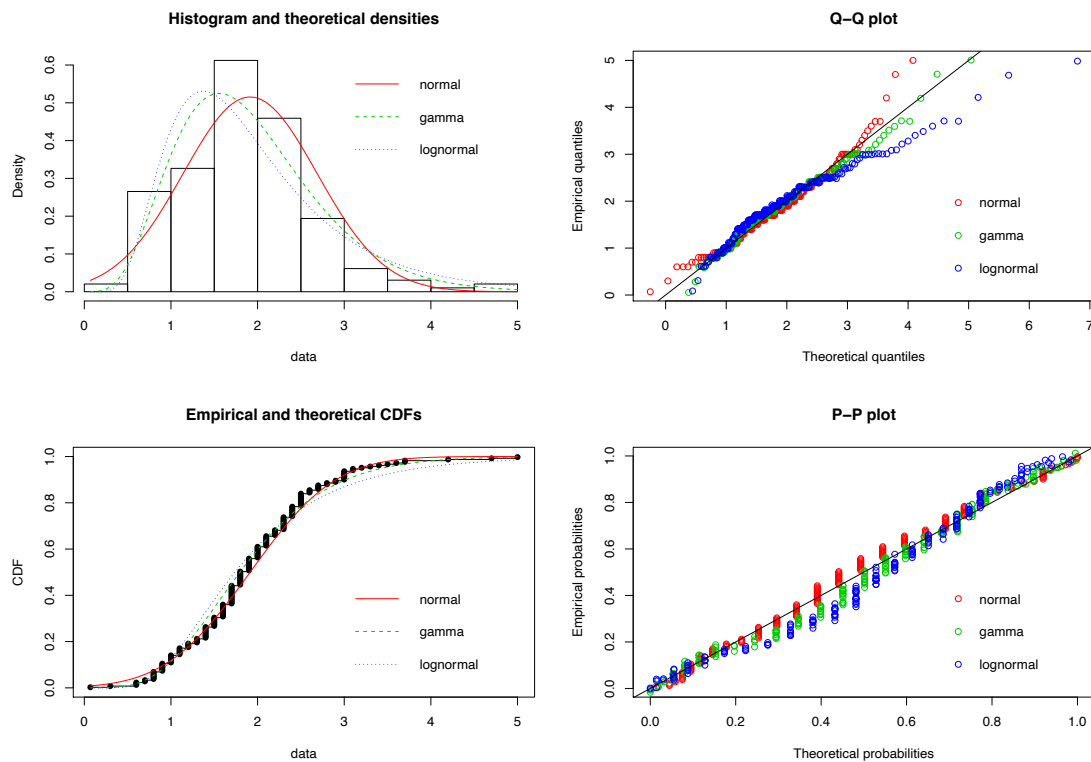 Histogram and theoretical densities
Density
0.0 0.1 0.2 0.3 0.4 0.5 0.6
normal
gamma
lognormal
0 1 2 3 4 5
data
Q−Q plot
Empirical quantiles
0 1 2 3 4 5
normal
gamma
lognormal
0 1 2 3 4 5 6 7
Theoretical quantiles
Empirical and theoretical CDFs
CDF
0.0 0.2 0.4 0.6 0.8 1.0
normal
gamma
lognormal
0 1 2 3 4 5
data
P−P plot
Empirical probabilities
0.0 0.2 0.4 0.6 0.8 1.0
normal
gamma
lognormal
0.0 0.2 0.4 0.6 0.8 1.0
Theoretical probabilities